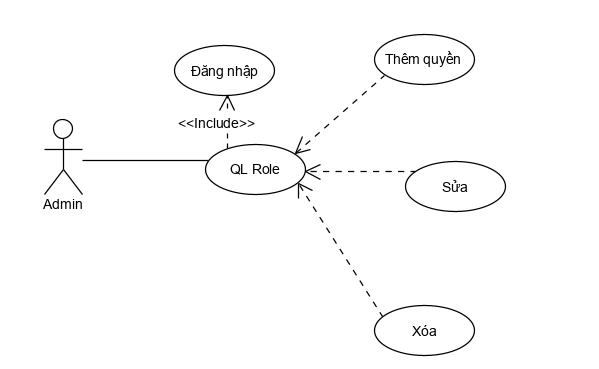 Thêm quyền
Đăng nhập
<<Include>>
QL Role
Sửa
Admin
Xóa